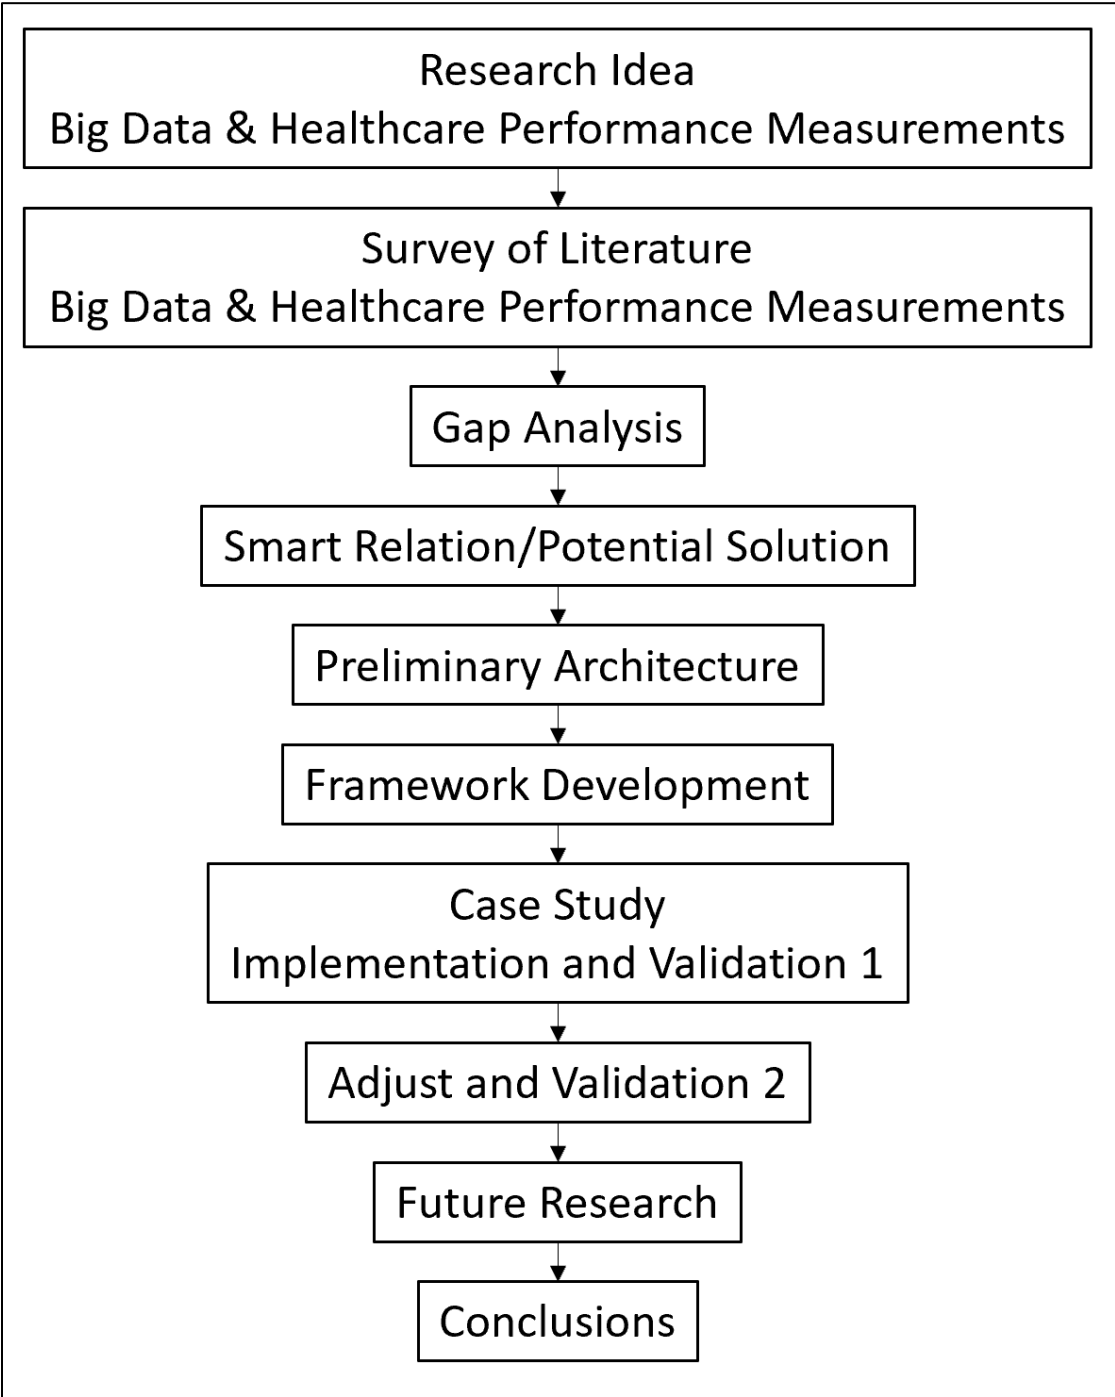 Research Idea
Big Data & Healthcare Performance Measurements
Survey of Literature
Big Data & Healthcare Performance Measurements
Gap Analysis
Smart Relation/Potential Solution
Preliminary Architecture
Framework Development
Case Study
Implementation and Validation 1
Adjust and Validation 2
Future Research
Conclusions